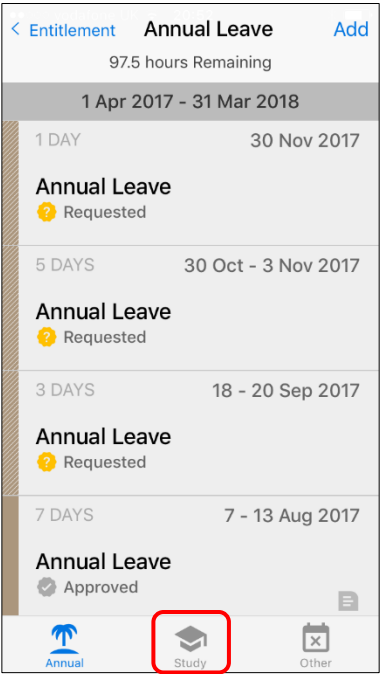 Entitlement Annual Leave Add
97.5 hours Remaining
1 Apr 2017 - 31 Mar 2018
1 DAY 30 Nov 2017
Annual Leave
? Requested
5 DAYS 30 Oct - 3 Nov 2017
Annual Leave
? Requested
3 DAYS 18 - 20 Sep 2017
Annual Leave
? Requested
7 DAYS 7 - 13 Aug 2017
Annual Leave
Approved
Annual Study Other